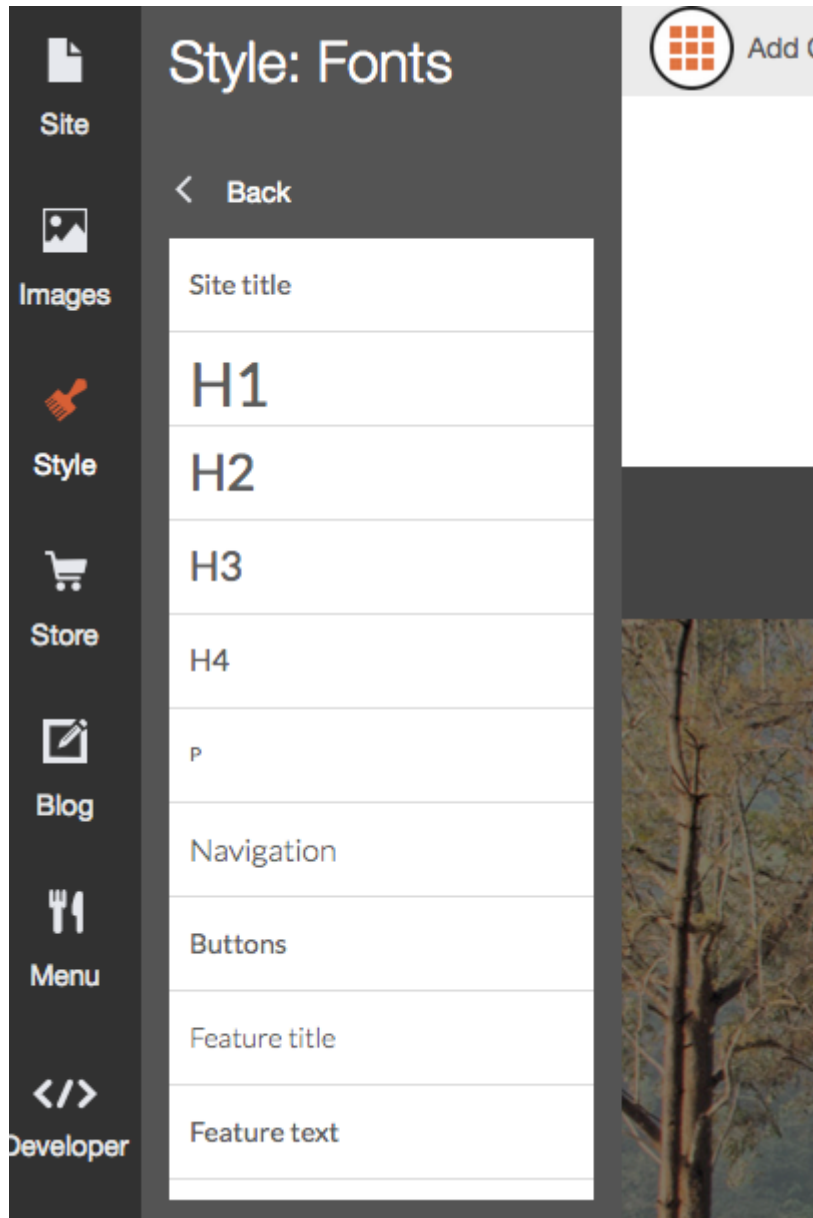 Site
Images
Style
Store
Blog
Menu
Developer
Style: Fonts
Back
Site title
H1
H2
H3
H4
P
Navigation
Buttons
Feature title
Feature text
Add